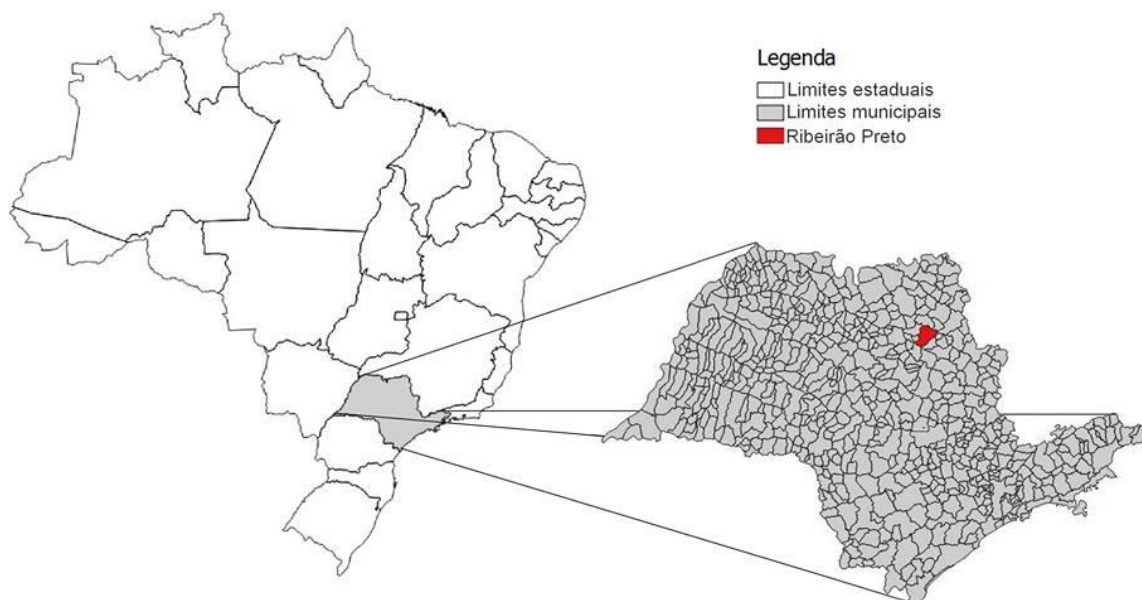 Legenda
Limites estaduais
Limites municipais
Ribeirão Preto